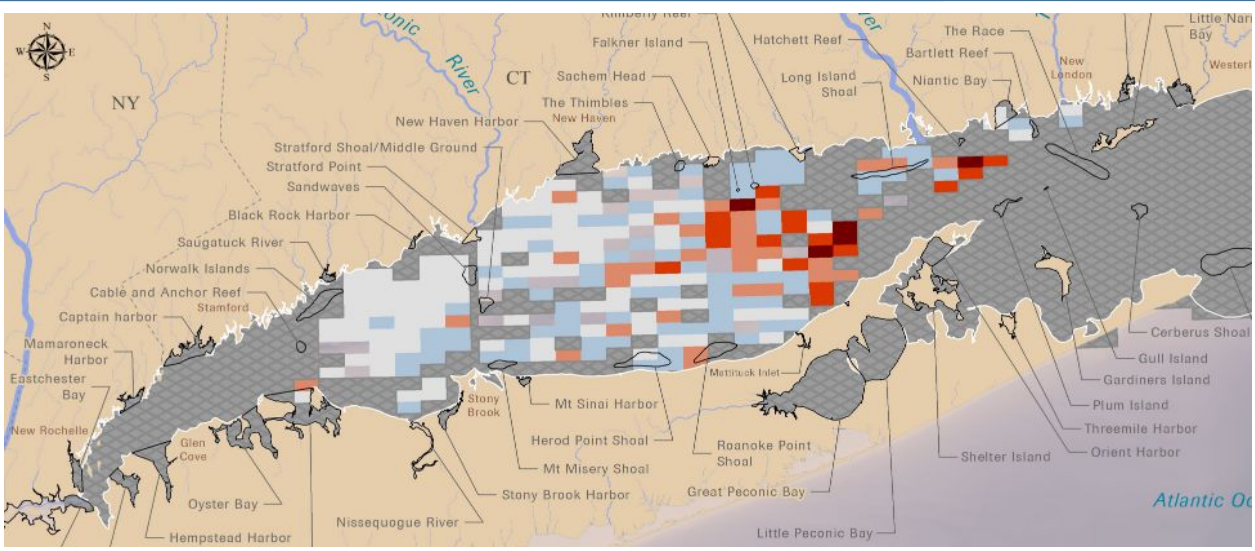 N
W
E
S
NY
CT
River
Atlantic
Kimberly Reef
Falkner Island
Sachem Head
The Thimbles
New Haven
New Haven Harbor
Stratford Shoal/Middle Ground
Stratford Point
Sandwaves
Black Rock Harbor
Saugatuck River
Norwalk Islands
Cable and Anchor Reef
Stamford
Captain harbor
Mamaroneck
Harbor
Eastchester
Bay
New Rochelle
Glen
Cove
Oyster Bay
Hempstead Harbor
Nissequogue River
Stony Brook Harbor
Mt Misery Shoal
Mt Sinai Harbor
Stony
Brook
Herod Point Shoal
Roanoke Point
Shoal
Mattituck Inlet
Great Peconic Bay
Little Peconic Bay
Shelter Island
Orient Harbor
Threemile Harbor
Plum Island
Gardiners Island
Gull Island
Cerberus Shoal
Hatchett Reef
Long Island
Shoal
The Race
Bartlett Reef
Niantic Bay
New
London
Bay